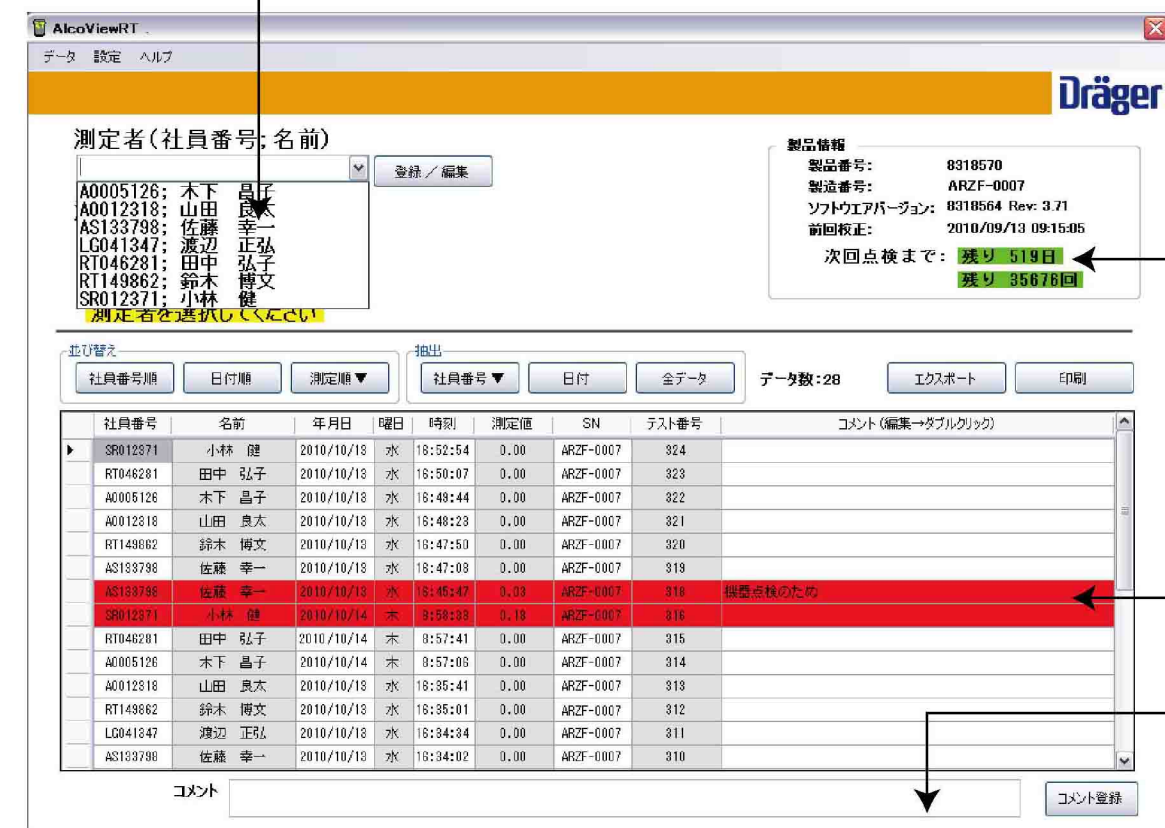 AlcoViewRT
データ 設定 ヘルプ
Dräger
測定者(社員番号;名前)
登録 / 編集
A0005126; 木下 昌子
A0012318; 山田 良太
AS133798; 佐藤 幸一
LG041347; 渡辺 正弘
RT046281; 田中 弘子
RT149862; 鈴木 博文
SR012371; 小林 健
測定者を選択してください
製品情報
製品番号: 8318570
製造番号: ARZF-0007
ソフトウエアバージョン: 8318564 Rev: 3.71
前回校正: 2010/09/13 09:15:05
次回点検まで: 残り 519日
残り 35676回
並び替え
社員番号順 日付順 測定順▼
抽出
社員番号▼日付 全データ
データ数:28
エクスポート 印刷
社員番号 名前 年月日 曜日 時刻 測定値 SN テスト番号 コメント(編集→ダブルクリック)
SR012371 小林 健 2010/10/13 水 16:52:54 0.00 ARZF-0007 324
RT046281 田中 弘子 2010/10/13 水 16:50:07 0.00 ARZF-0007 323
A0005126 木下 昌子 2010/10/13 水 16:49:44 0.00 ARZF-0007 322
A0012318 山田 良太 2010/10/13 水 16:48:23 0.00 ARZF-0007 321
RT149862 鈴木 博文 2010/10/13 水 16:47:50 0.00 ARZF-0007 320
AS133798 佐藤 幸一 2010/10/13 水 16:47:08 0.00 ARZF-0007 319
AS133798 佐藤 幸一 2010/10/13 水 16:45:47 0.03 ARZF-0007 318 機器点検のため
SR012371 小林 健 2010/10/14 木 8:58:38 0.18 ARZF-0007 316
RT046281 田中 弘子 2010/10/14 木 8:57:41 0.00 ARZF-0007 315
A0005126 木下 昌子 2010/10/14 木 8:57:06 0.00 ARZF-0007 314
A0012318 山田 良太 2010/10/13 水 16:35:41 0.00 ARZF-0007 313
RT149862 鈴木 博文 2010/10/13 水 16:35:01 0.00 ARZF-0007 312
LG041347 渡辺 正弘 2010/10/13 水 16:34:34 0.00 ARZF-0007 311
AS133798 佐藤 幸一 2010/10/13 水 16:34:02 0.00 ARZF-0007 310
コメント
コメント登録